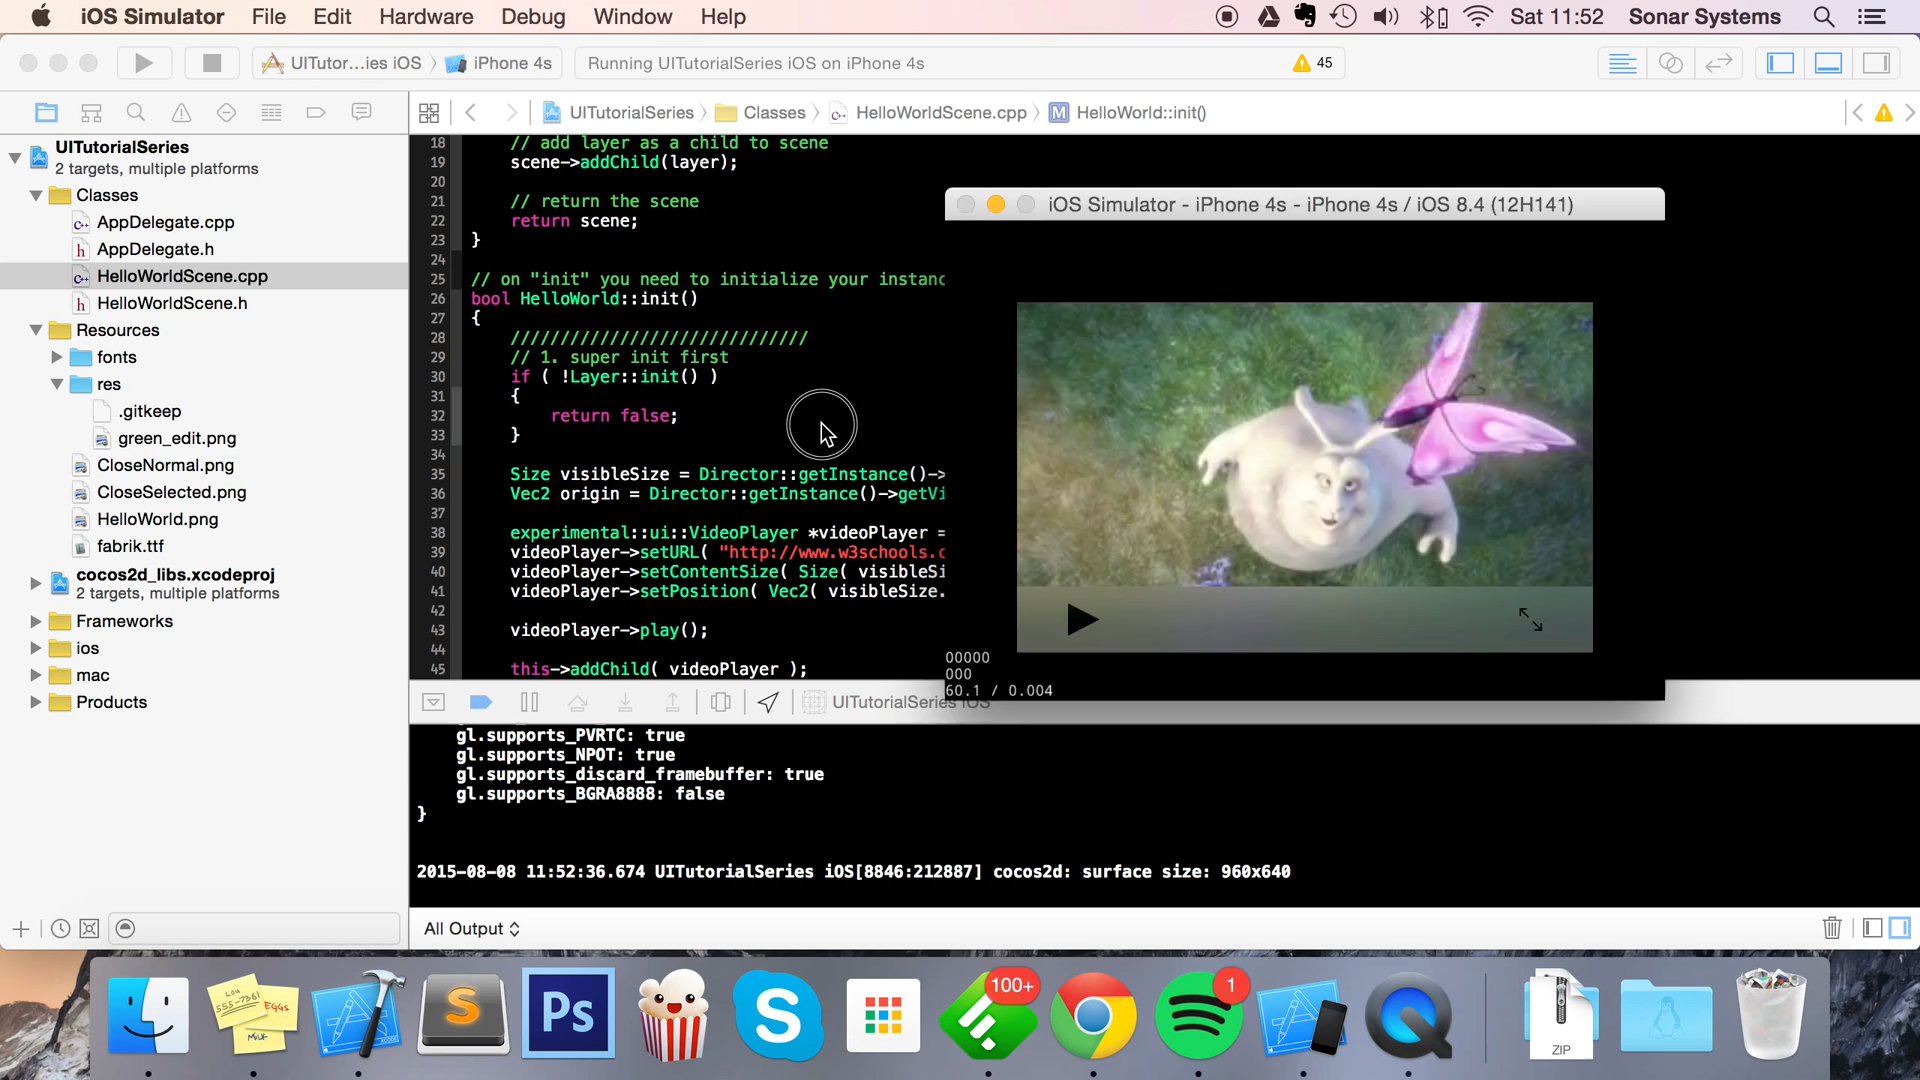 iOS Simulator File Edit Hardware Debug Window Help Sat 11:52 Sonar Systems
UITutor...ies iOS iPhone 4s Running UITutorialSeries iOS on iPhone 4s 45
UITutorialSeries Classes HelloWorldScene.cpp M HelloWorld::init()
UITutorialSeries
2 targets, multiple platforms
Classes
AppDelegate.cpp
AppDelegate.h
HelloWorldScene.cpp
HelloWorldScene.h
Resources
fonts
res
.gitkeep
green_edit.png
CloseNormal.png
CloseSelected.png
HelloWorld.png
fabrik.ttf
cocos2d_libs.xcodeproj
2 targets, multiple platforms
Frameworks
ios
mac
Products
18 // add layer as a child to scene
19 scene->addChild(layer);
20
21 // return the scene
22 return scene;
23 }
24
25 // on "init" you need to initialize your instanc
26 bool HelloWorld::init()
27 {
28 //////////////////////////////
29 // 1. super init first
30 if ( !Layer::init() )
31 {
32 return false;
33 }
34
35 Size visibleSize = Director::getInstance()->
36 Vec2 origin = Director::getInstance()->getVi
37
38 experimental::ui::VideoPlayer *videoPlayer =
39 videoPlayer->setURL( "http://www.w3schools.c
40 videoPlayer->setContentSize( Size( visibleSi
41 videoPlayer->setPosition( Vec2( visibleSize.
42
43 videoPlayer->play();
44
45 this->addChild( videoPlayer );
iOS Simulator - iPhone 4s - iPhone 4s / iOS 8.4 (12H141)
00000
000
60.1 / 0.004
UITutorialSeries iOS
gl.supports_PVRTC: true
gl.supports_NPOT: true
gl.supports_discard_framebuffer: true
gl.supports_BGRA8888: false
}
2015-08-08 11:52:36.674 UITutorialSeries iOS[8846:212887] cocos2d: surface size: 960x640
All Output
LOU
555-7361
EGGS
MILK
S
Ps
S
100+
1
ZIP